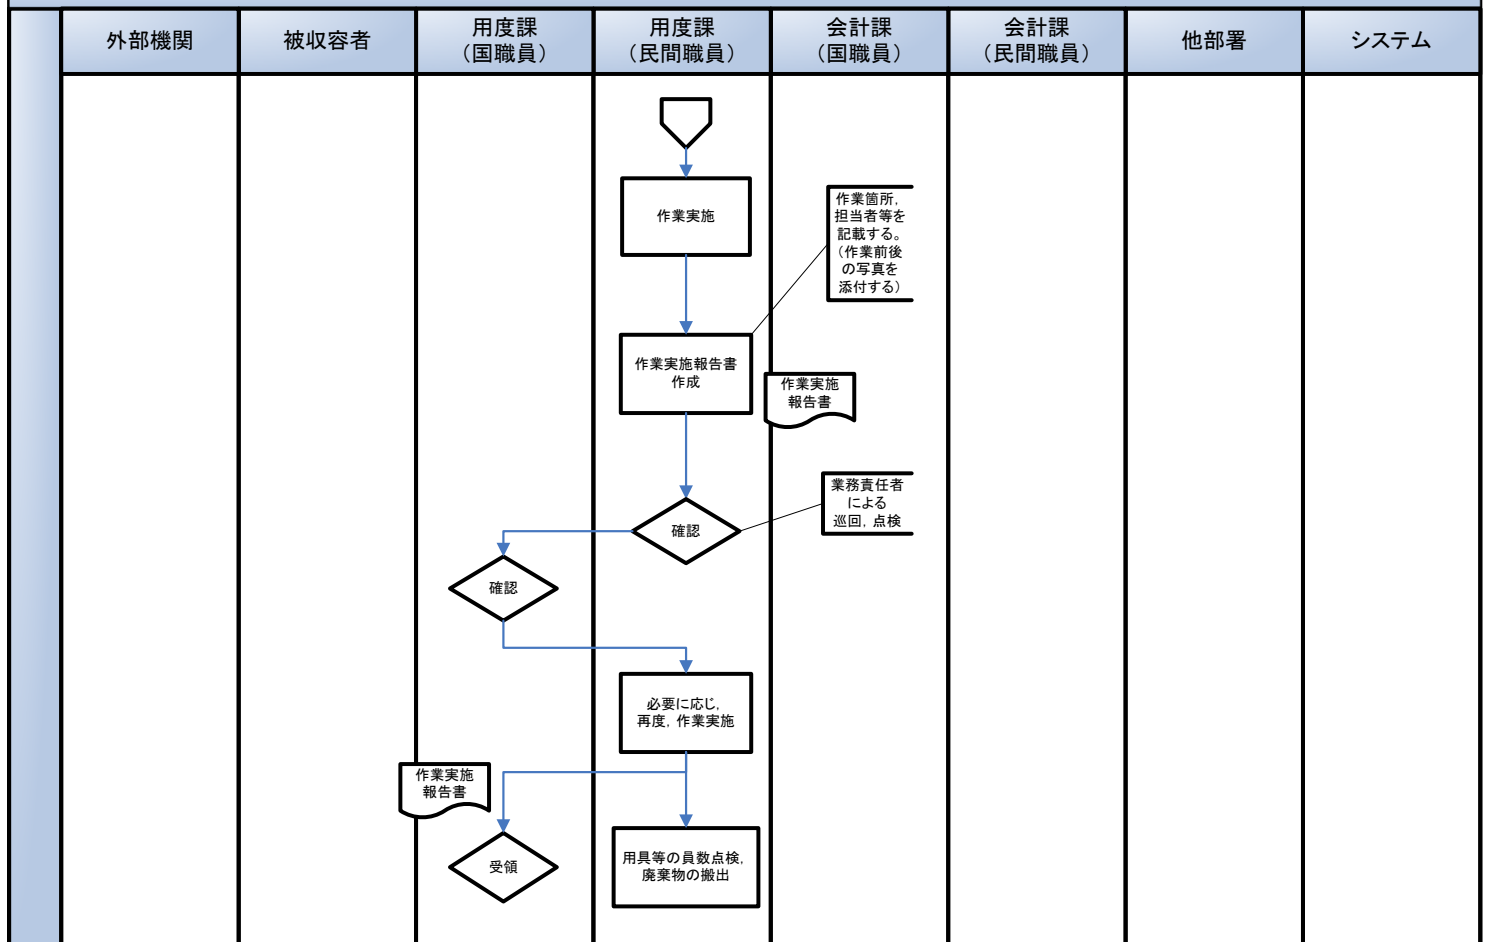 外部機関
被収容者
用度課
（国職員）
用度課
（民間職員）
会計課
（国職員）
会計課
（民間職員）
他部署
システム
作業実施
作業箇所，
担当者等を
記載する。
（作業前後
の写真を
添付する）
作業実施報告書
作成
作業実施
報告書
業務責任者
による
巡回，点検
確認
確認
必要に応じ，
再度，作業実施
作業実施
報告書
受領
用具等の員数点検，
廃棄物の搬出